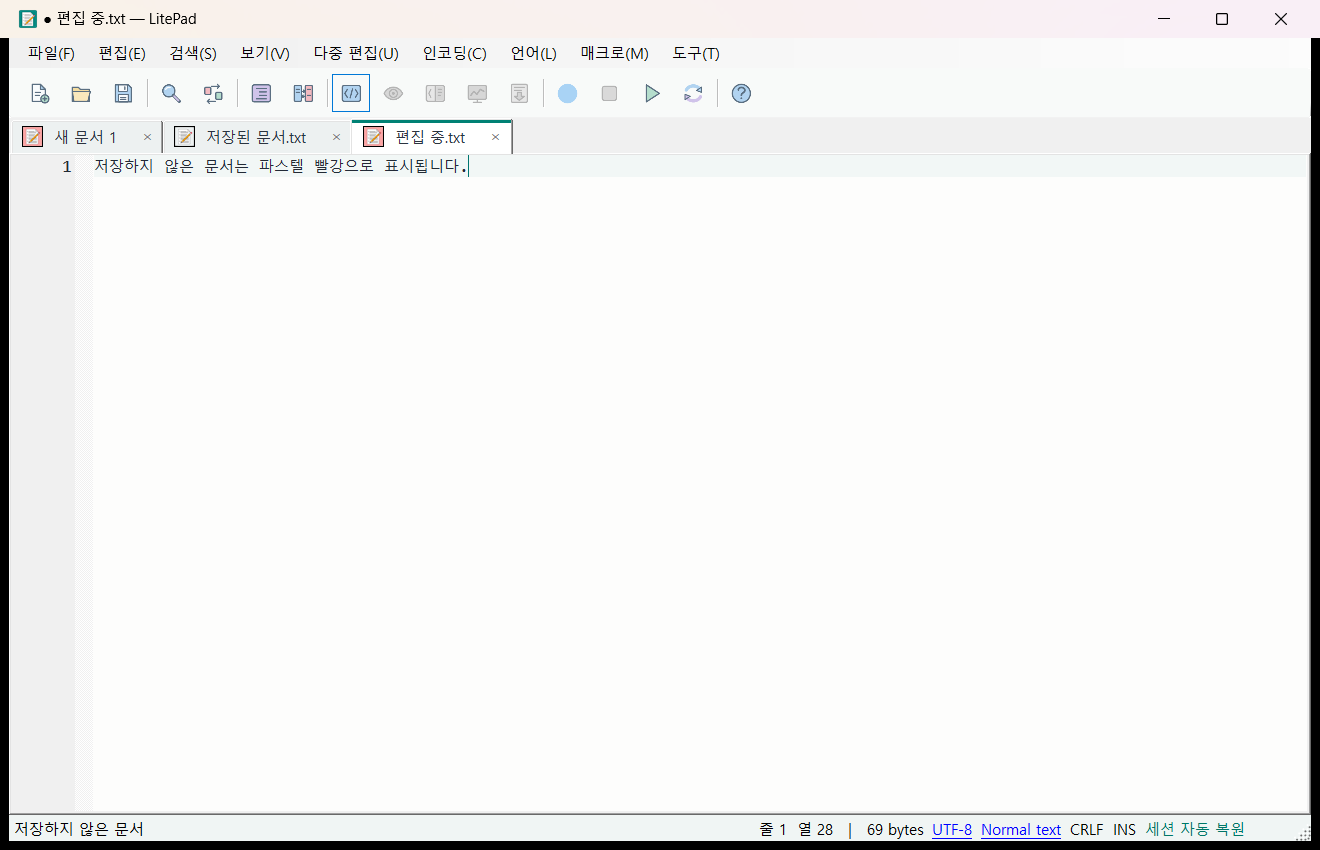 ● 편집 중.txt — LitePad
파일(F) 편집(E) 검색(S) 보기(V) 다중 편집(U) 인코딩(C) 언어(L) 매크로(M) 도구(T)
새 문서 1 × 저장된 문서.txt × 편집 중.txt ×
1 저장하지 않은 문서는 파스텔 빨강으로 표시됩니다.
저장하지 않은 문서 줄 1 열 28 | 69 bytes UTF-8 Normal text CRLF INS 세션 자동 복원